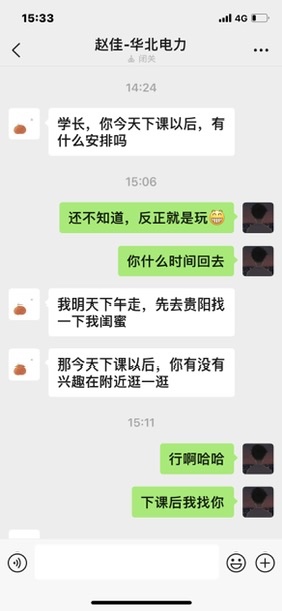 15:33
4G
赵佳-华北电力
闭关
14:24
学长，你今天下课以后，有
什么安排吗
15:06
还不知道，反正就是玩😁
你什么时间回去
我明天下午走，先去贵阳找
一下我闺蜜
那今天下课以后，你有没有
兴趣在附近逛一逛
15:11
行啊哈哈
下课后我找你